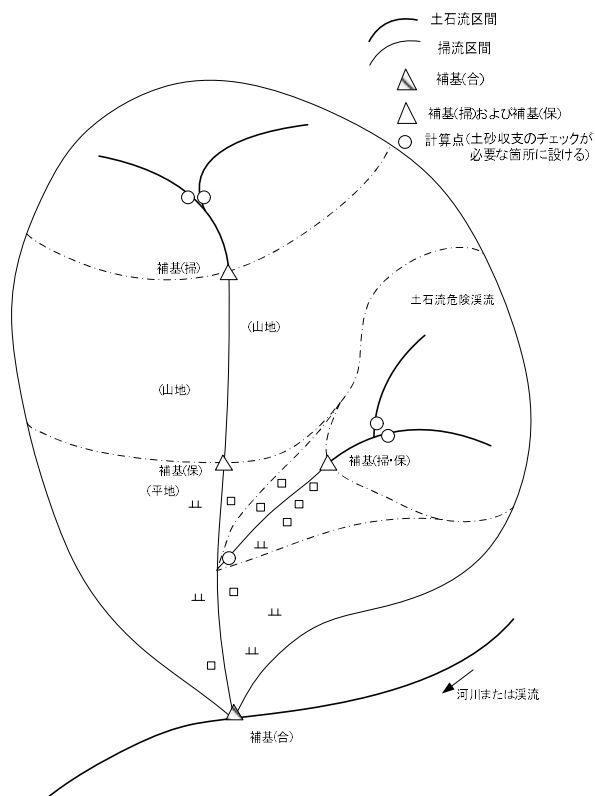 土石流区間
掃流区間
補基(合)
補基(掃)および補基(保)
計算点(土砂収支のチェックが
必要な箇所に設ける)
補基(掃)
(山地)
土石流危険渓流
(山地)
補基(保)
補基(掃・保)
(平地)
河川または渓流
補基(合)